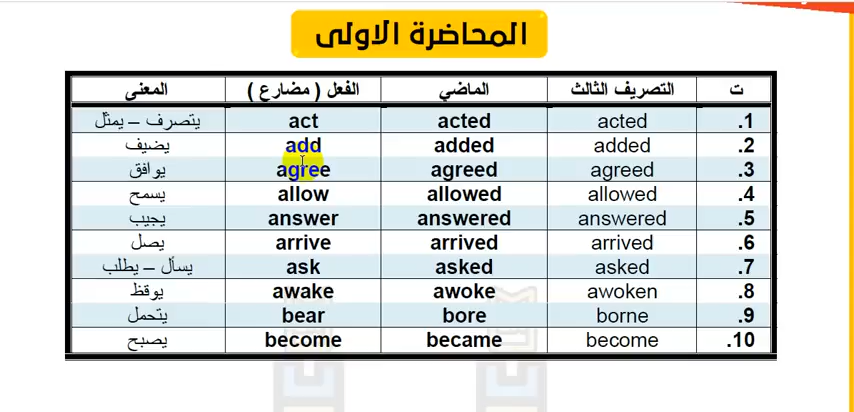 المحاضرة الاولى
ت التصريف الثالث الماضي الفعل ( مضارع ) المعنى
1. acted acted act يتصرف – يمثل
2. added added add يضيف
3. agreed agreed agree يوافق
4. allowed allowed allow يسمح
5. answered answered answer يجيب
6. arrived arrived arrive يصل
7. asked asked ask يسأل – يطلب
8. awoken awoke awake يوقظ
9. borne bore bear يتحمل
10. become became become يصبح